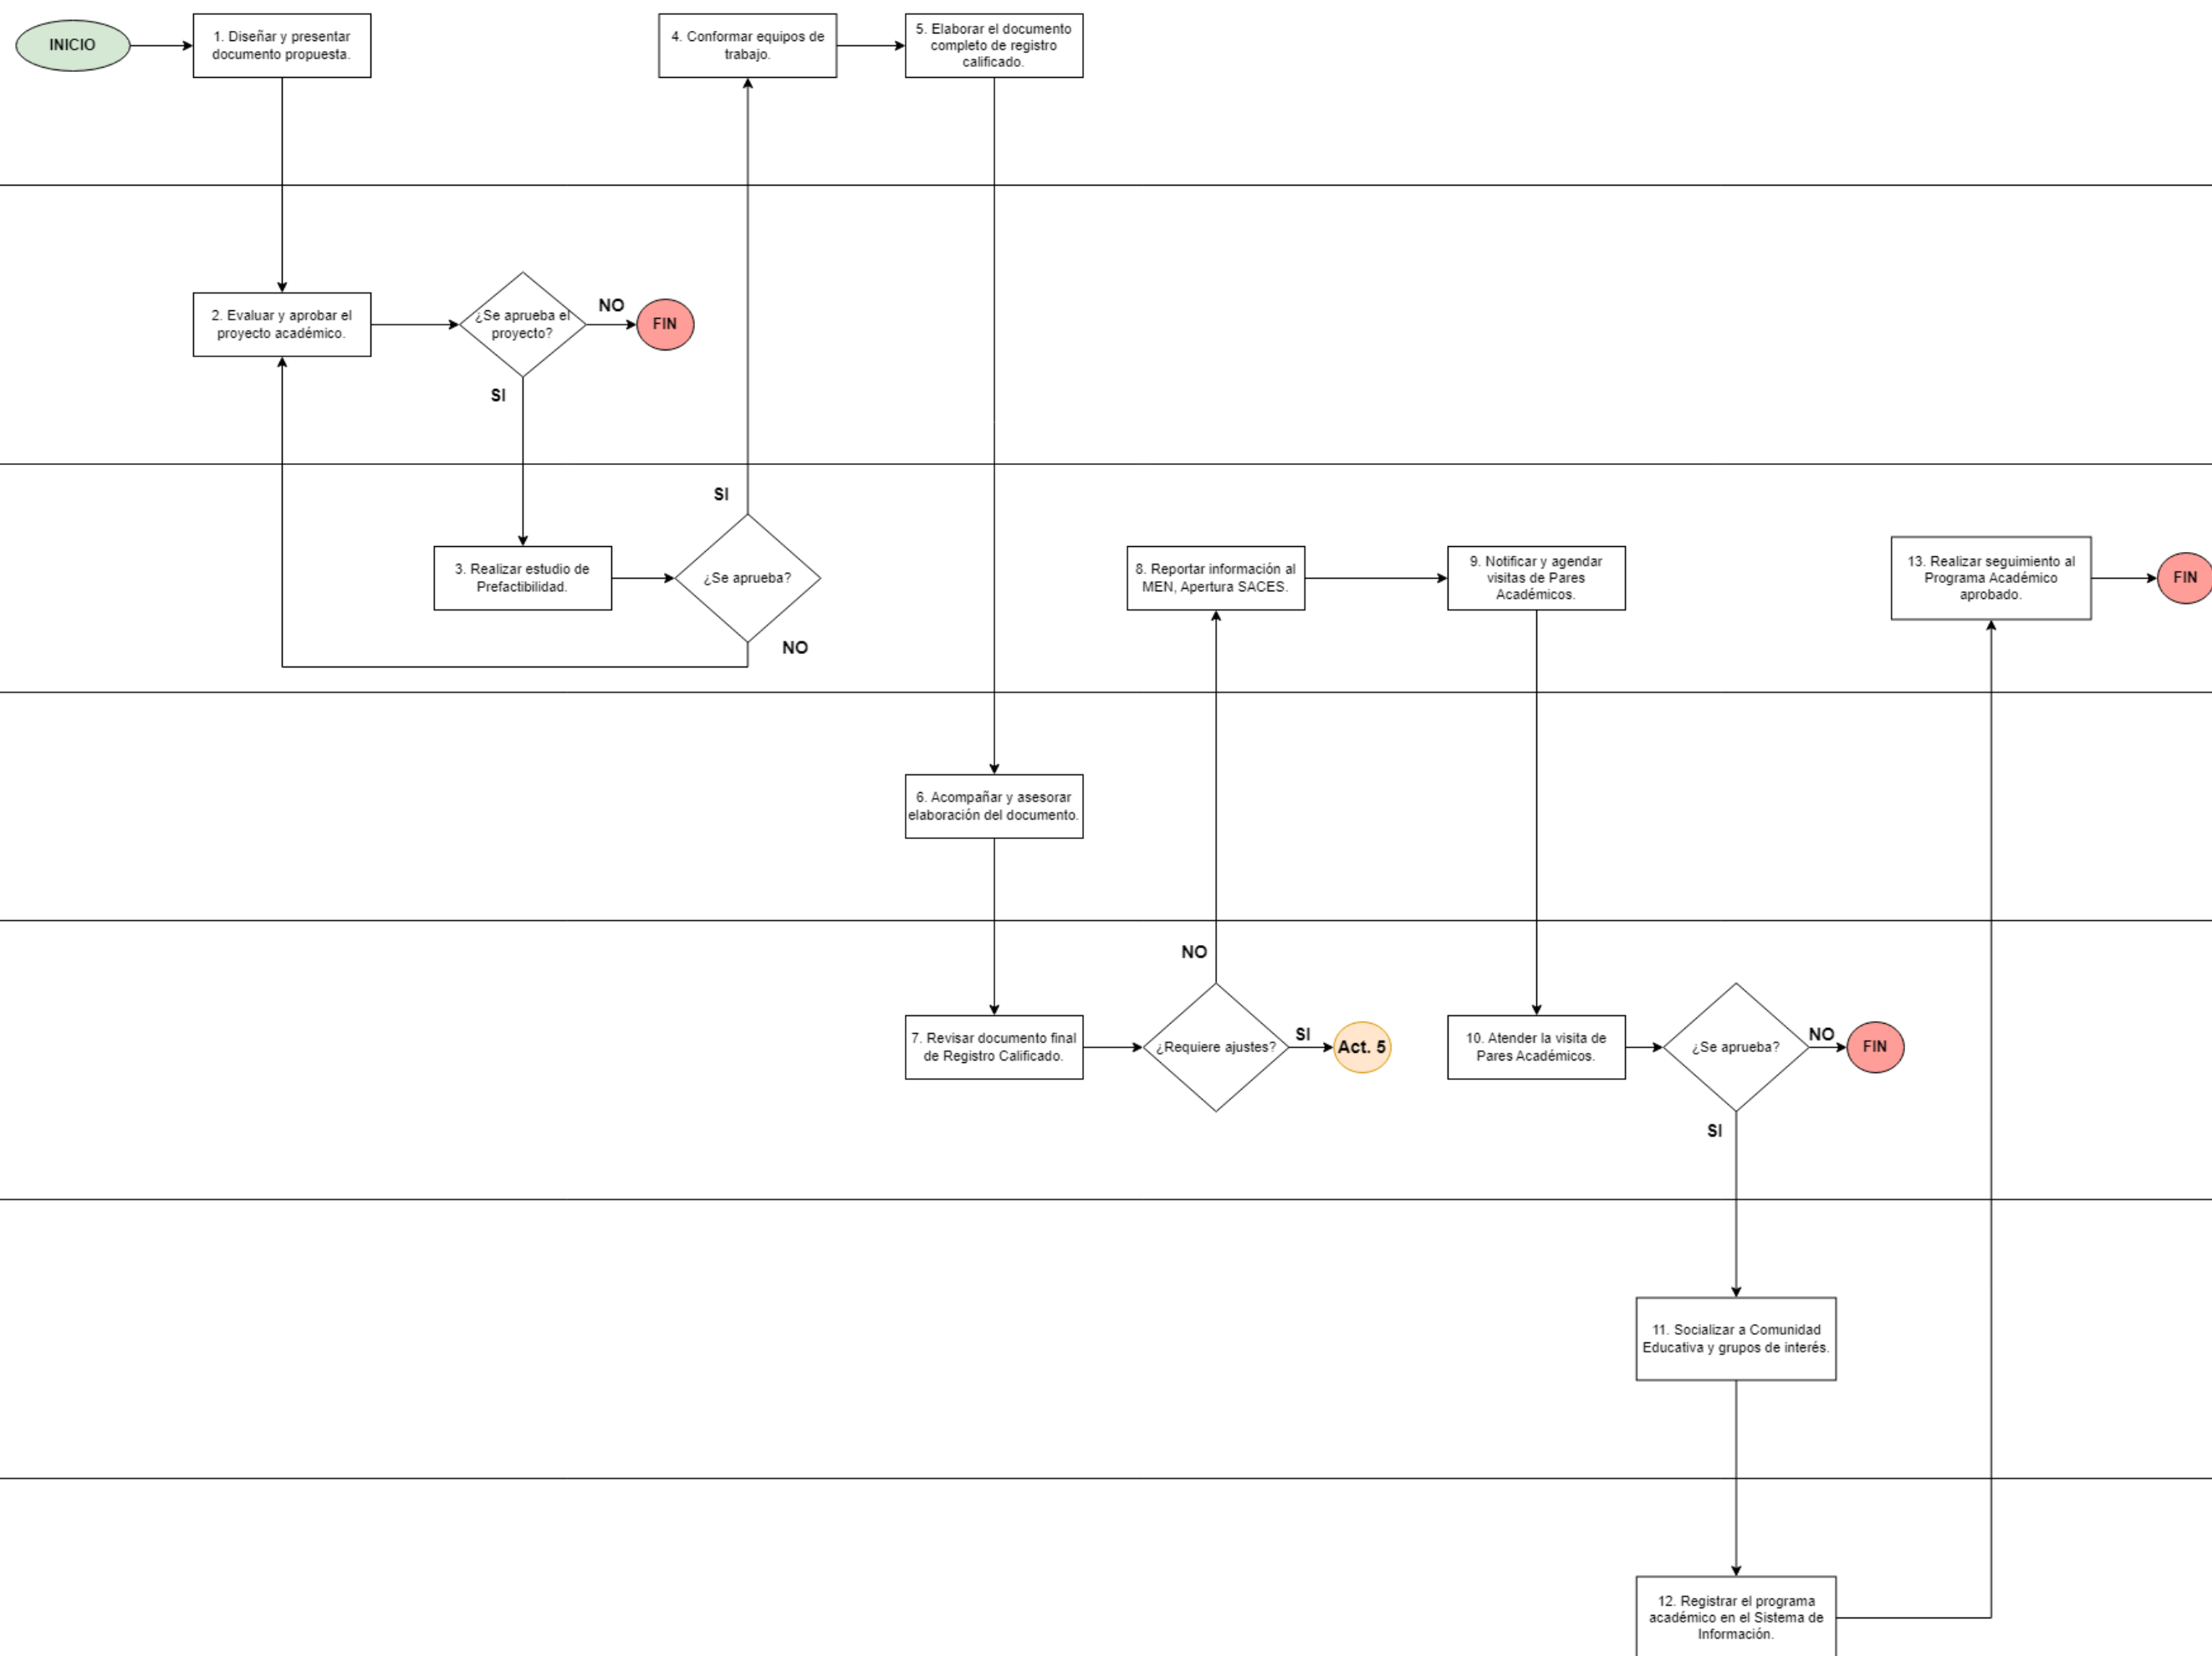 INICIO
1. Diseñar y presentar
documento propuesta.
4. Conformar equipos de
trabajo.
5. Elaborar el documento
completo de registro
calificado.
2. Evaluar y aprobar el
proyecto académico.
¿Se aprueba el
proyecto?
NO
FIN
SI
3. Realizar estudio de
Prefactibilidad.
SI
¿Se aprueba?
NO
8. Reportar información al
MEN, Apertura SACES.
9. Notificar y agendar
visitas de Pares
Académicos.
13. Realizar seguimiento al
Programa Académico
aprobado.
FIN
6. Acompañar y asesorar
elaboración del documento.
7. Revisar documento final
de Registro Calificado.
NO
¿Requiere ajustes?
SI
Act. 5
10. Atender la visita de
Pares Académicos.
¿Se aprueba?
NO
FIN
SI
11. Socializar a Comunidad
Educativa y grupos de interés.
12. Registrar el programa
académico en el Sistema de
Información.